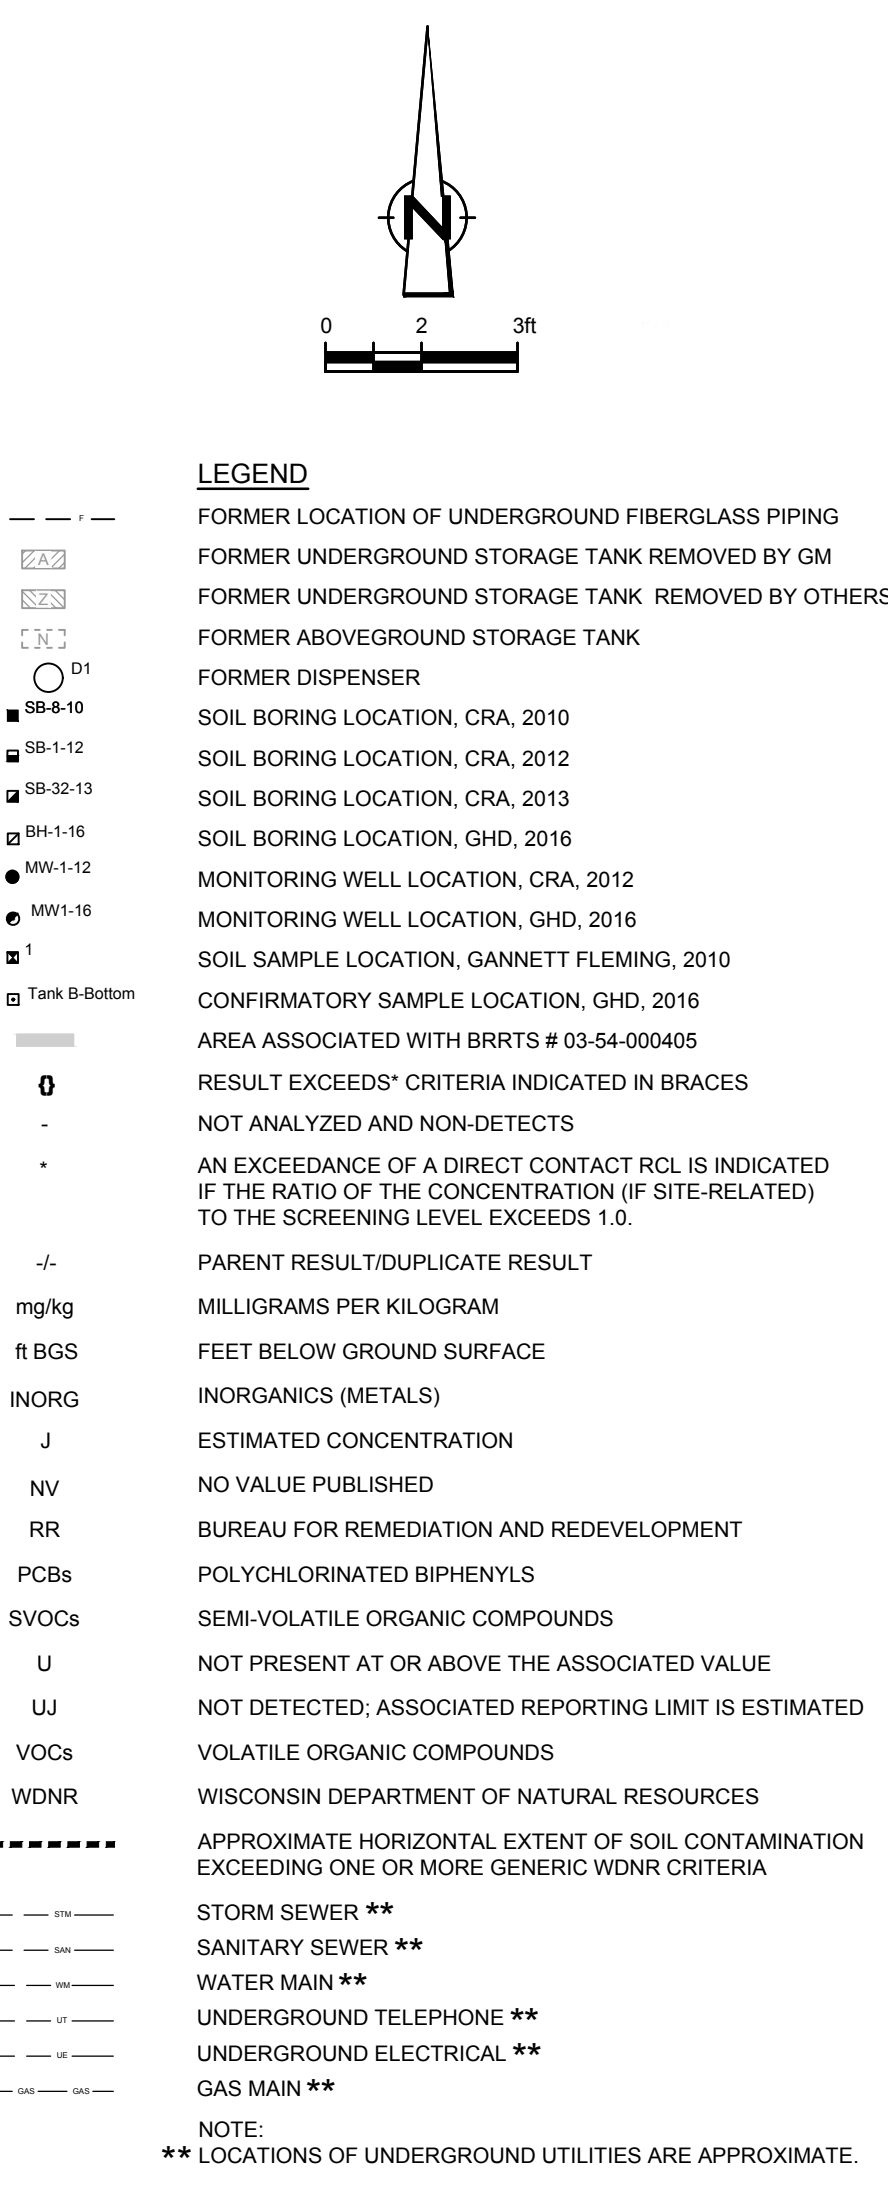 N
0 2 3ft
LEGEND
F FORMER LOCATION OF UNDERGROUND FIBERGLASS PIPING
A FORMER UNDERGROUND STORAGE TANK REMOVED BY GM
Z FORMER UNDERGROUND STORAGE TANK REMOVED BY OTHERS
N FORMER ABOVEGROUND STORAGE TANK
D1 FORMER DISPENSER
SB-8-10 SOIL BORING LOCATION, CRA, 2010
SB-1-12 SOIL BORING LOCATION, CRA, 2012
SB-32-13 SOIL BORING LOCATION, CRA, 2013
BH-1-16 SOIL BORING LOCATION, GHD, 2016
MW-1-12 MONITORING WELL LOCATION, CRA, 2012
MW1-16 MONITORING WELL LOCATION, GHD, 2016
1 SOIL SAMPLE LOCATION, GANNETT FLEMING, 2010
Tank B-Bottom CONFIRMATORY SAMPLE LOCATION, GHD, 2016
AREA ASSOCIATED WITH BRRTS # 03-54-000405
{} RESULT EXCEEDS* CRITERIA INDICATED IN BRACES
- NOT ANALYZED AND NON-DETECTS
* AN EXCEEDANCE OF A DIRECT CONTACT RCL IS INDICATED
IF THE RATIO OF THE CONCENTRATION (IF SITE-RELATED)
TO THE SCREENING LEVEL EXCEEDS 1.0.
-/- PARENT RESULT/DUPLICATE RESULT
mg/kg MILLIGRAMS PER KILOGRAM
ft BGS FEET BELOW GROUND SURFACE
INORG INORGANICS (METALS)
J ESTIMATED CONCENTRATION
NV NO VALUE PUBLISHED
RR BUREAU FOR REMEDIATION AND REDEVELOPMENT
PCBs POLYCHLORINATED BIPHENYLS
SVOCs SEMI-VOLATILE ORGANIC COMPOUNDS
U NOT PRESENT AT OR ABOVE THE ASSOCIATED VALUE
UJ NOT DETECTED; ASSOCIATED REPORTING LIMIT IS ESTIMATED
VOCs VOLATILE ORGANIC COMPOUNDS
WDNR WISCONSIN DEPARTMENT OF NATURAL RESOURCES
APPROXIMATE HORIZONTAL EXTENT OF SOIL CONTAMINATION
EXCEEDING ONE OR MORE GENERIC WDNR CRITERIA
STM STORM SEWER **
SAN SANITARY SEWER **
WM WATER MAIN **
UT UNDERGROUND TELEPHONE **
UE UNDERGROUND ELECTRICAL **
GAS GAS GAS MAIN **
NOTE:
** LOCATIONS OF UNDERGROUND UTILITIES ARE APPROXIMATE.